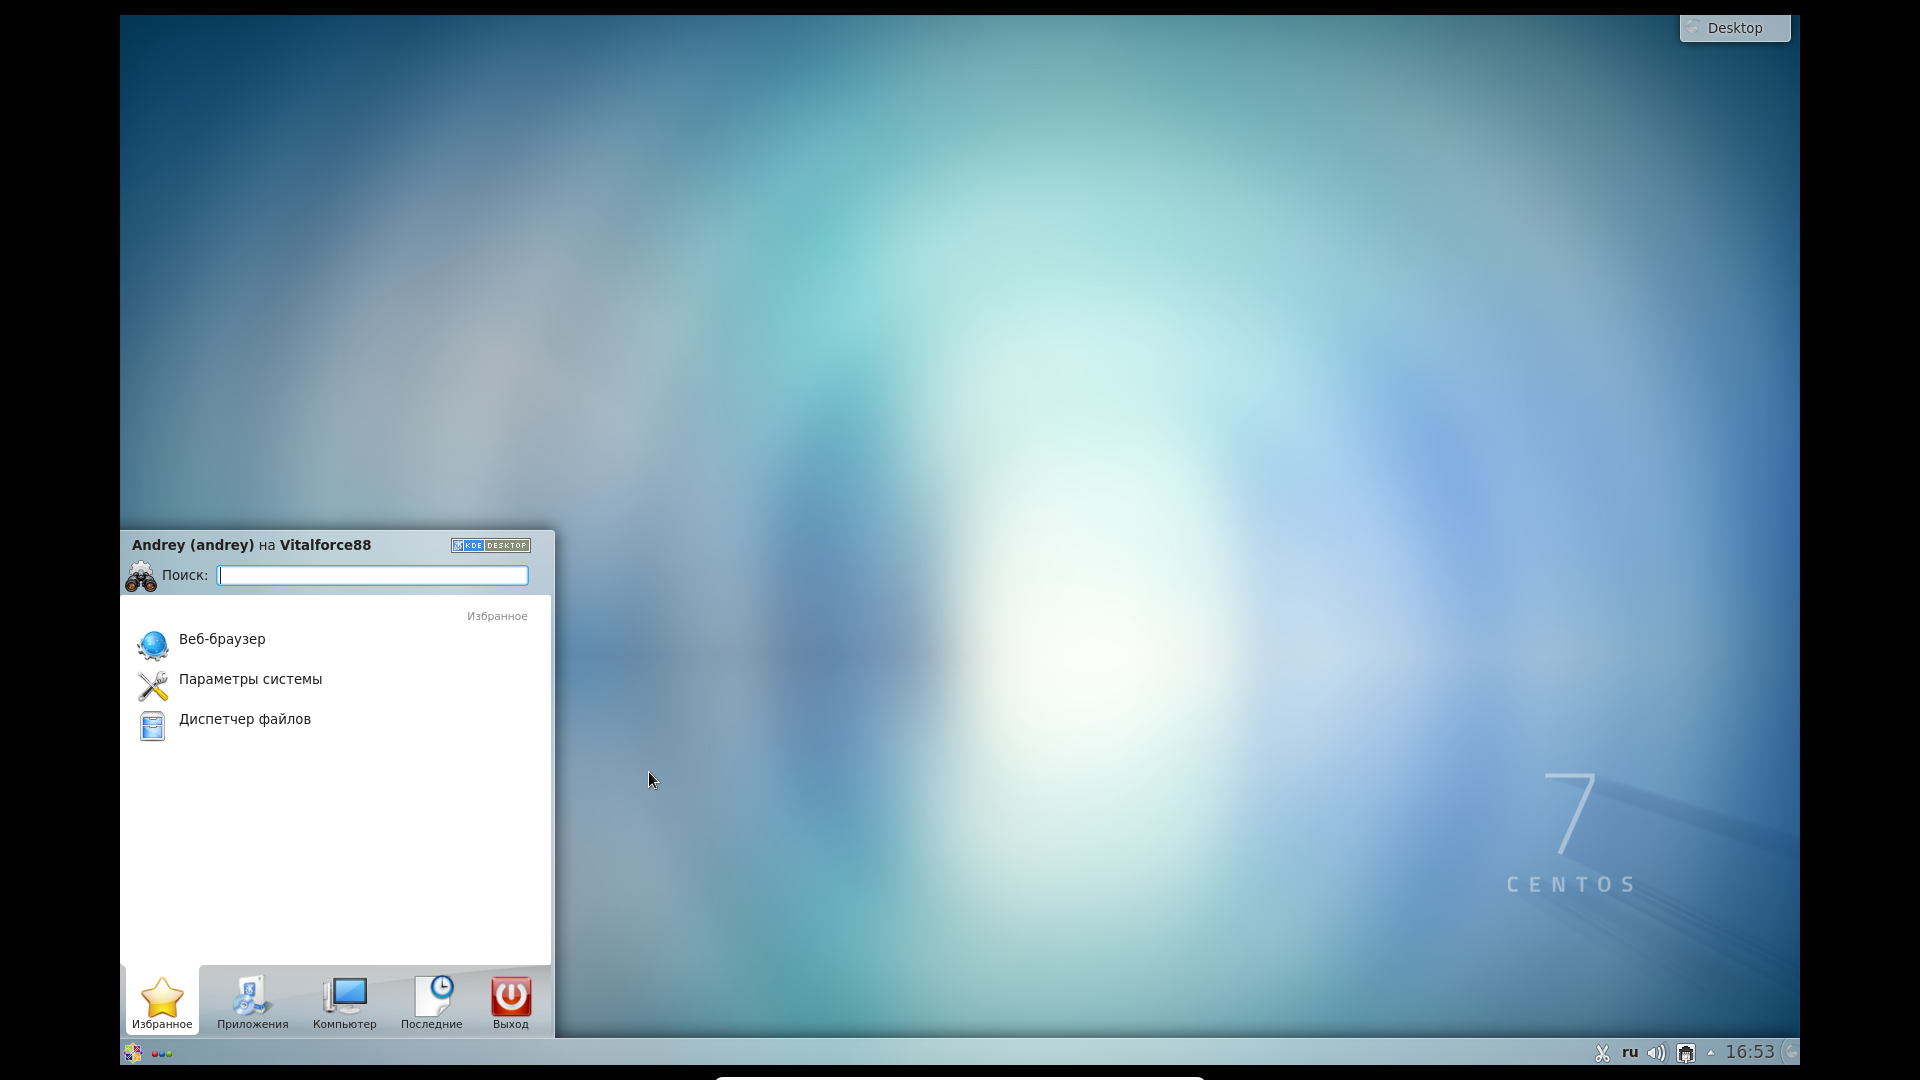 Desktop
Andrey (andrey) на Vitalforce88
KDE DESKTOP
Поиск:
Избранное
Веб-браузер
Параметры системы
Диспетчер файлов
7
CENTOS
Избранное
Приложения
Компьютер
Последние
Выход
ru
16:53